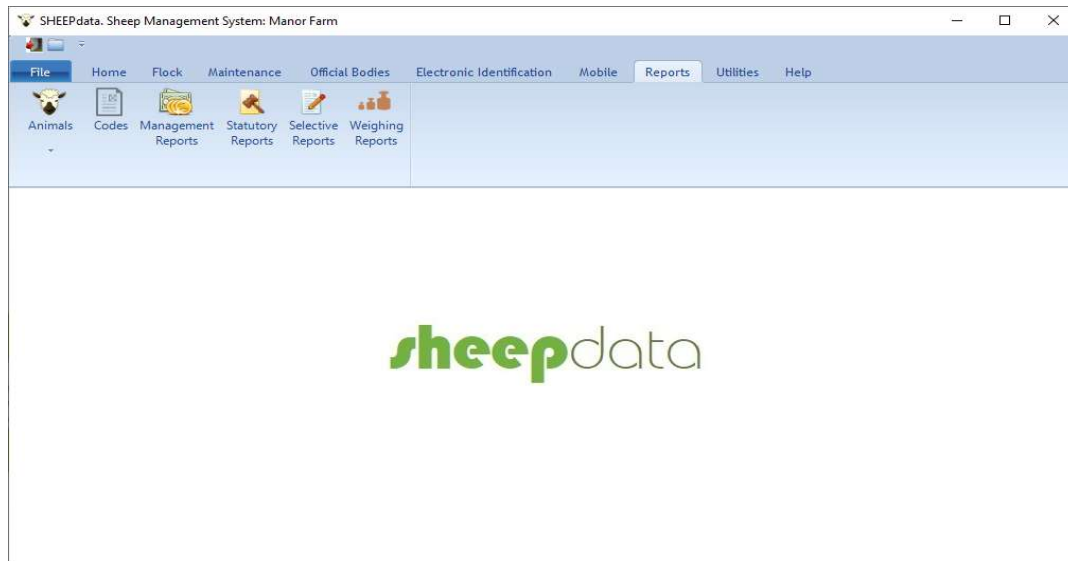 SHEEPdata. Sheep Management System: Manor Farm
File Home Flock Maintenance Official Bodies Electronic Identification Mobile Reports Utilities Help
Animals Codes Management Statutory Selective Weighing
Reports Reports Reports Reports
sheepdata